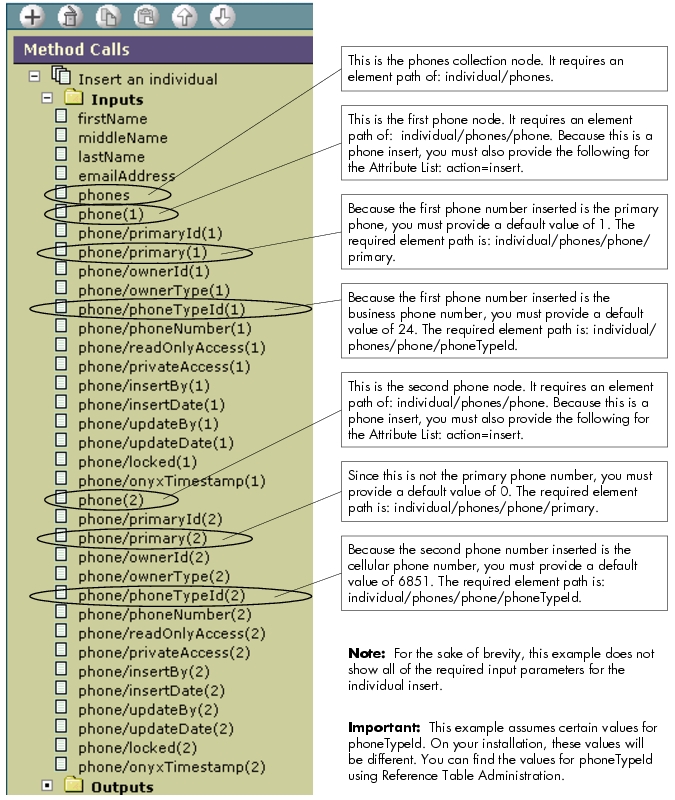 Method Calls
Insert an individual
Inputs
firstName
middleName
lastName
emailAddress
phones
phone(1)
phone/primaryId(1)
phone/primary(1)
phone/ownerId(1)
phone/ownerType(1)
phone/phoneTypeId(1)
phone/phoneNumber(1)
phone/readOnlyAccess(1)
phone/privateAccess(1)
phone/insertBy(1)
phone/insertDate(1)
phone/updateBy(1)
phone/updateDate(1)
phone/locked(1)
phone/onyxTimestamp(1)
phone(2)
phone/primaryId(2)
phone/primary(2)
phone/ownerId(2)
phone/ownerType(2)
phone/phoneTypeId(2)
phone/phoneNumber(2)
phone/readOnlyAccess(2)
phone/privateAccess(2)
phone/insertBy(2)
phone/insertDate(2)
phone/updateBy(2)
phone/updateDate(2)
phone/locked(2)
phone/onyxTimestamp(2)
Outputs
This is the phones collection node. It requires an
element path of: individual/phones.
This is the first phone node. It requires an element
path of: individual/phones/phone. Because this is a
phone insert, you must also provide the following for
the Attribute List: action=insert.
Because the first phone number inserted is the primary
phone, you must provide a default value of 1. The
required element path is: individual/phones/phone/
primary.
Because the first phone number inserted is the
business phone number, you must provide a default
value of 24. The required element path is: individual/
phones/phone/phoneTypeId.
This is the second phone node. It requires an element
path of: individual/phones/phone. Because this is a
phone insert, you must also provide the following for
the Attribute List: action=insert.
Since this is not the primary phone number, you must
provide a default value of 0. The required element
path is: individual/phones/phone/primary.
Because the second phone number inserted is the
cellular phone number, you must provide a default
value of 6851. The required element path is:
individual/phones/phone/phoneTypeId.
Note: For the sake of brevity, this example does not
show all of the required input parameters for the
individual insert.
Important: This example assumes certain values for
phoneTypeId. On your installation, these values will
be different. You can find the values for phoneTypeId
using Reference Table Administration.